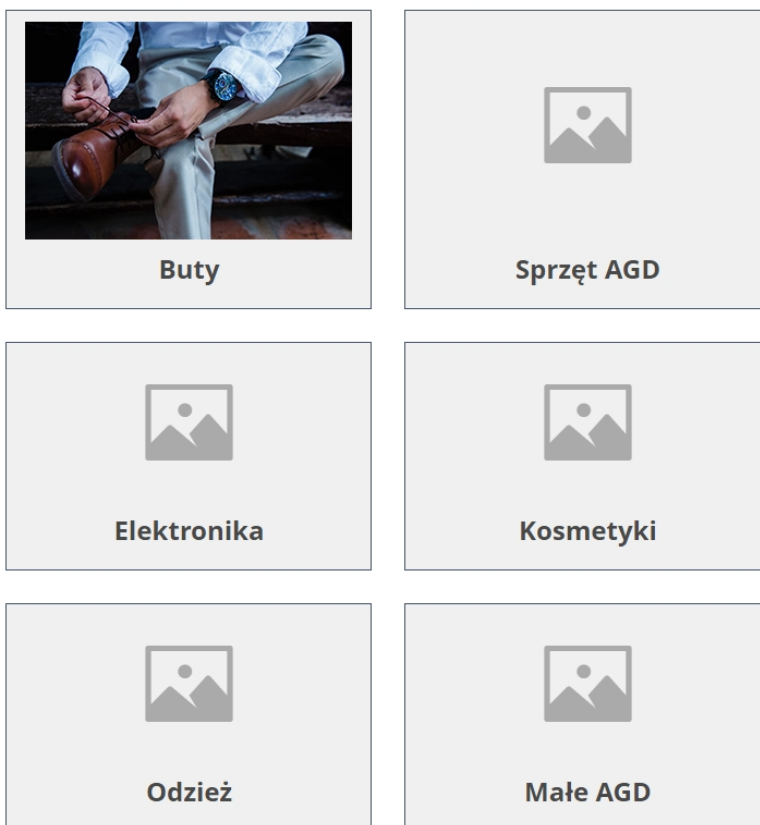 Buty
Sprzęt AGD
Elektronika
Kosmetyki
Odzież
Małe AGD